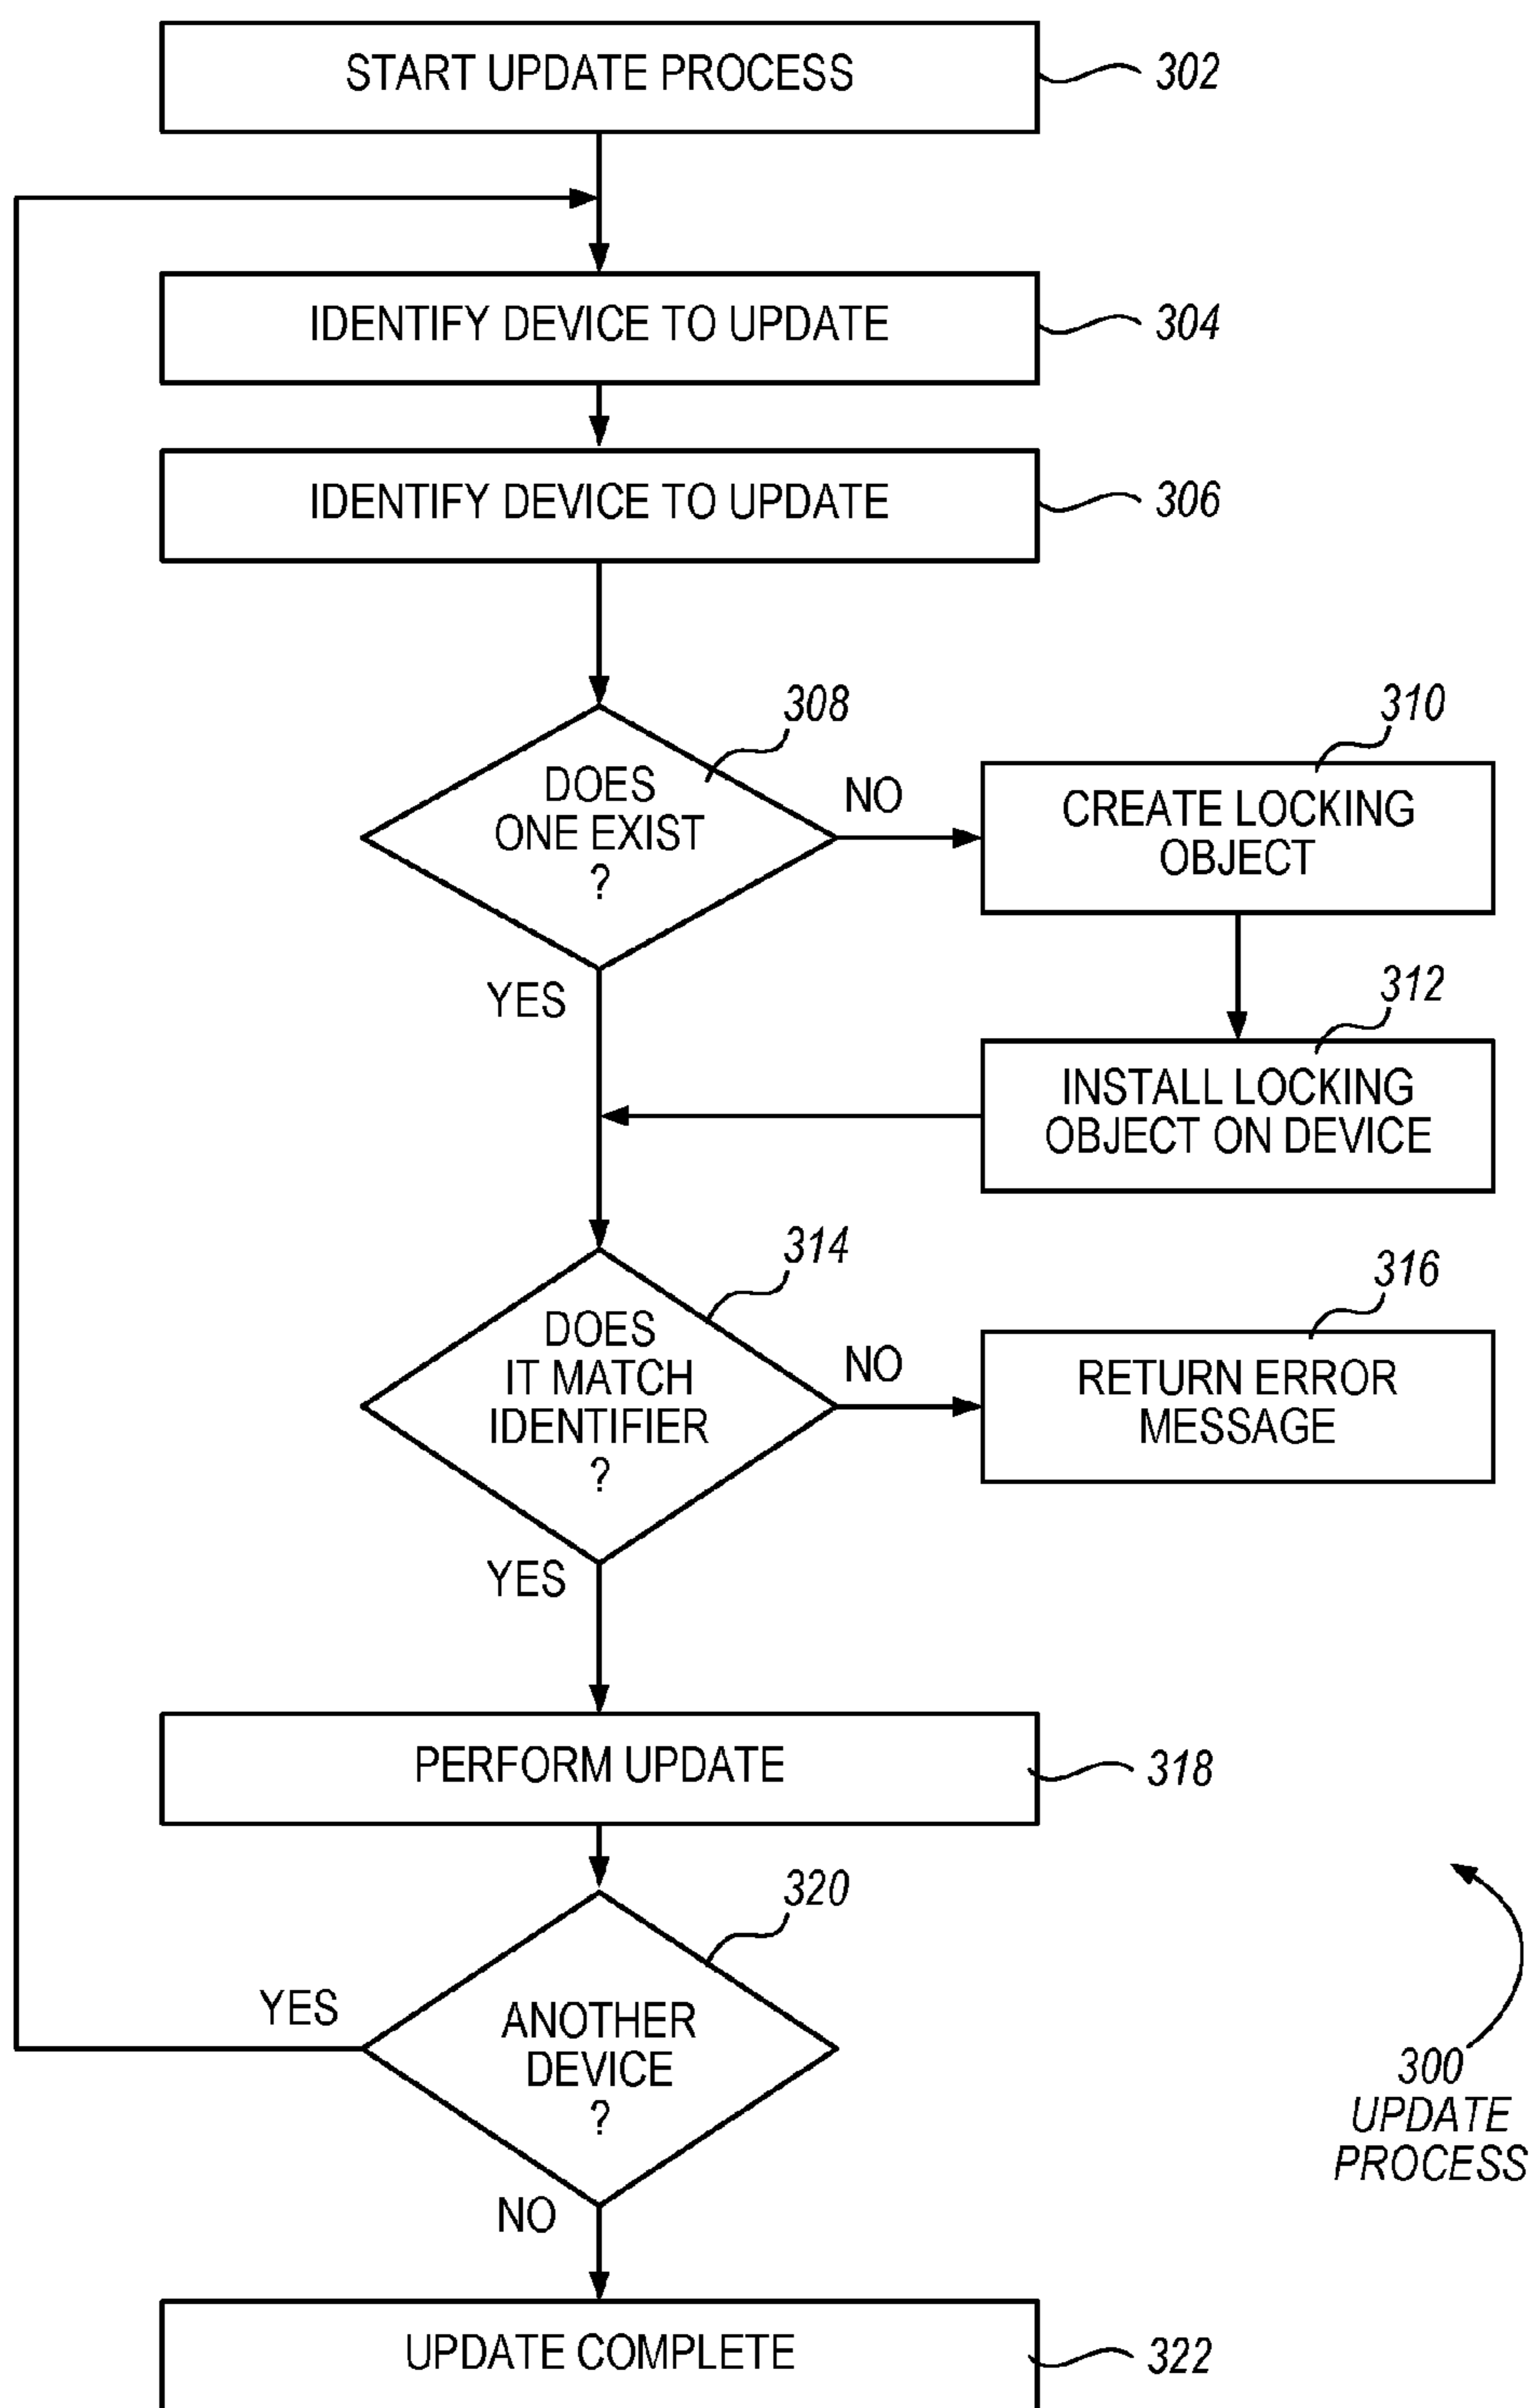 START UPDATE PROCESS
302
IDENTIFY DEVICE TO UPDATE
304
IDENTIFY DEVICE TO UPDATE
306
308
DOES
ONE EXIST
?
NO
YES
310
CREATE LOCKING
OBJECT
312
INSTALL LOCKING
OBJECT ON DEVICE
314
DOES
IT MATCH
IDENTIFIER
?
NO
YES
316
RETURN ERROR
MESSAGE
PERFORM UPDATE
318
320
ANOTHER
DEVICE
?
YES
NO
300
UPDATE
PROCESS
UPDATE COMPLETE
322